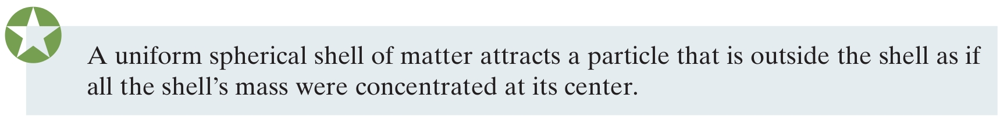 A uniform spherical shell of matter attracts a particle that is outside the shell as if
all the shell’s mass were concentrated at its center.